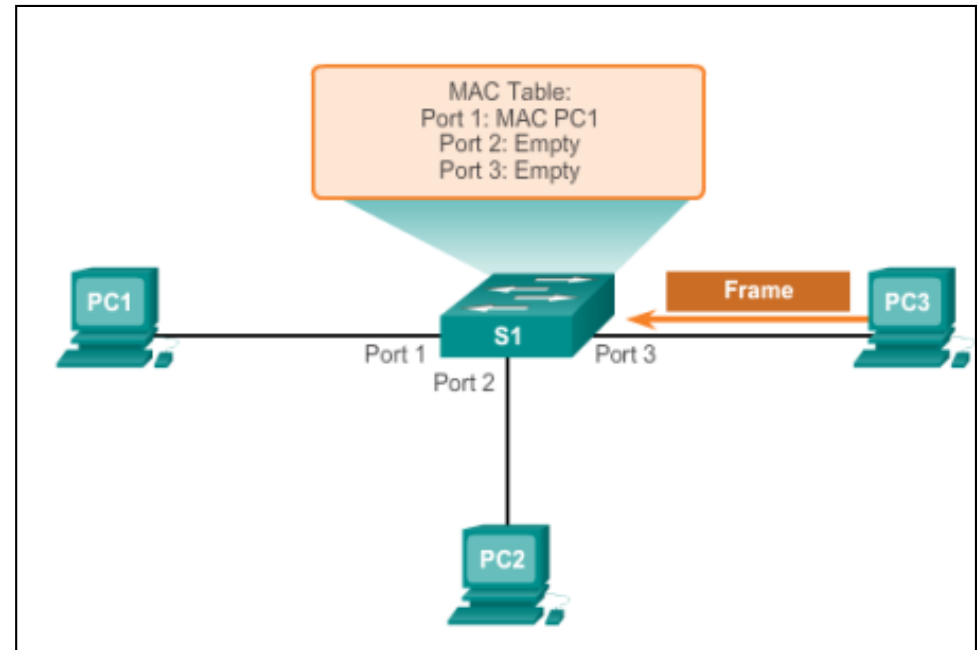 MAC Table:
Port 1: MAC PC1
Port 2: Empty
Port 3: Empty
PC1
Frame
PC3
S1
Port 1
Port 3
Port 2
PC2